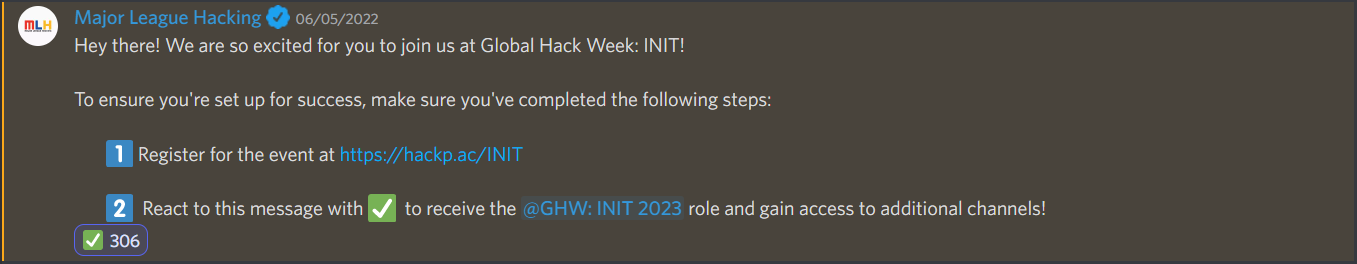 MLH
Major League Hacking 06/05/2022
Hey there! We are so excited for you to join us at Global Hack Week: INIT!
To ensure you're set up for success, make sure you've completed the following steps:
1️⃣ Register for the event at https://hackp.ac/INIT
2️⃣ React to this message with ✅ to receive the @GHW: INIT 2023 role and gain access to additional channels!
✅ 306